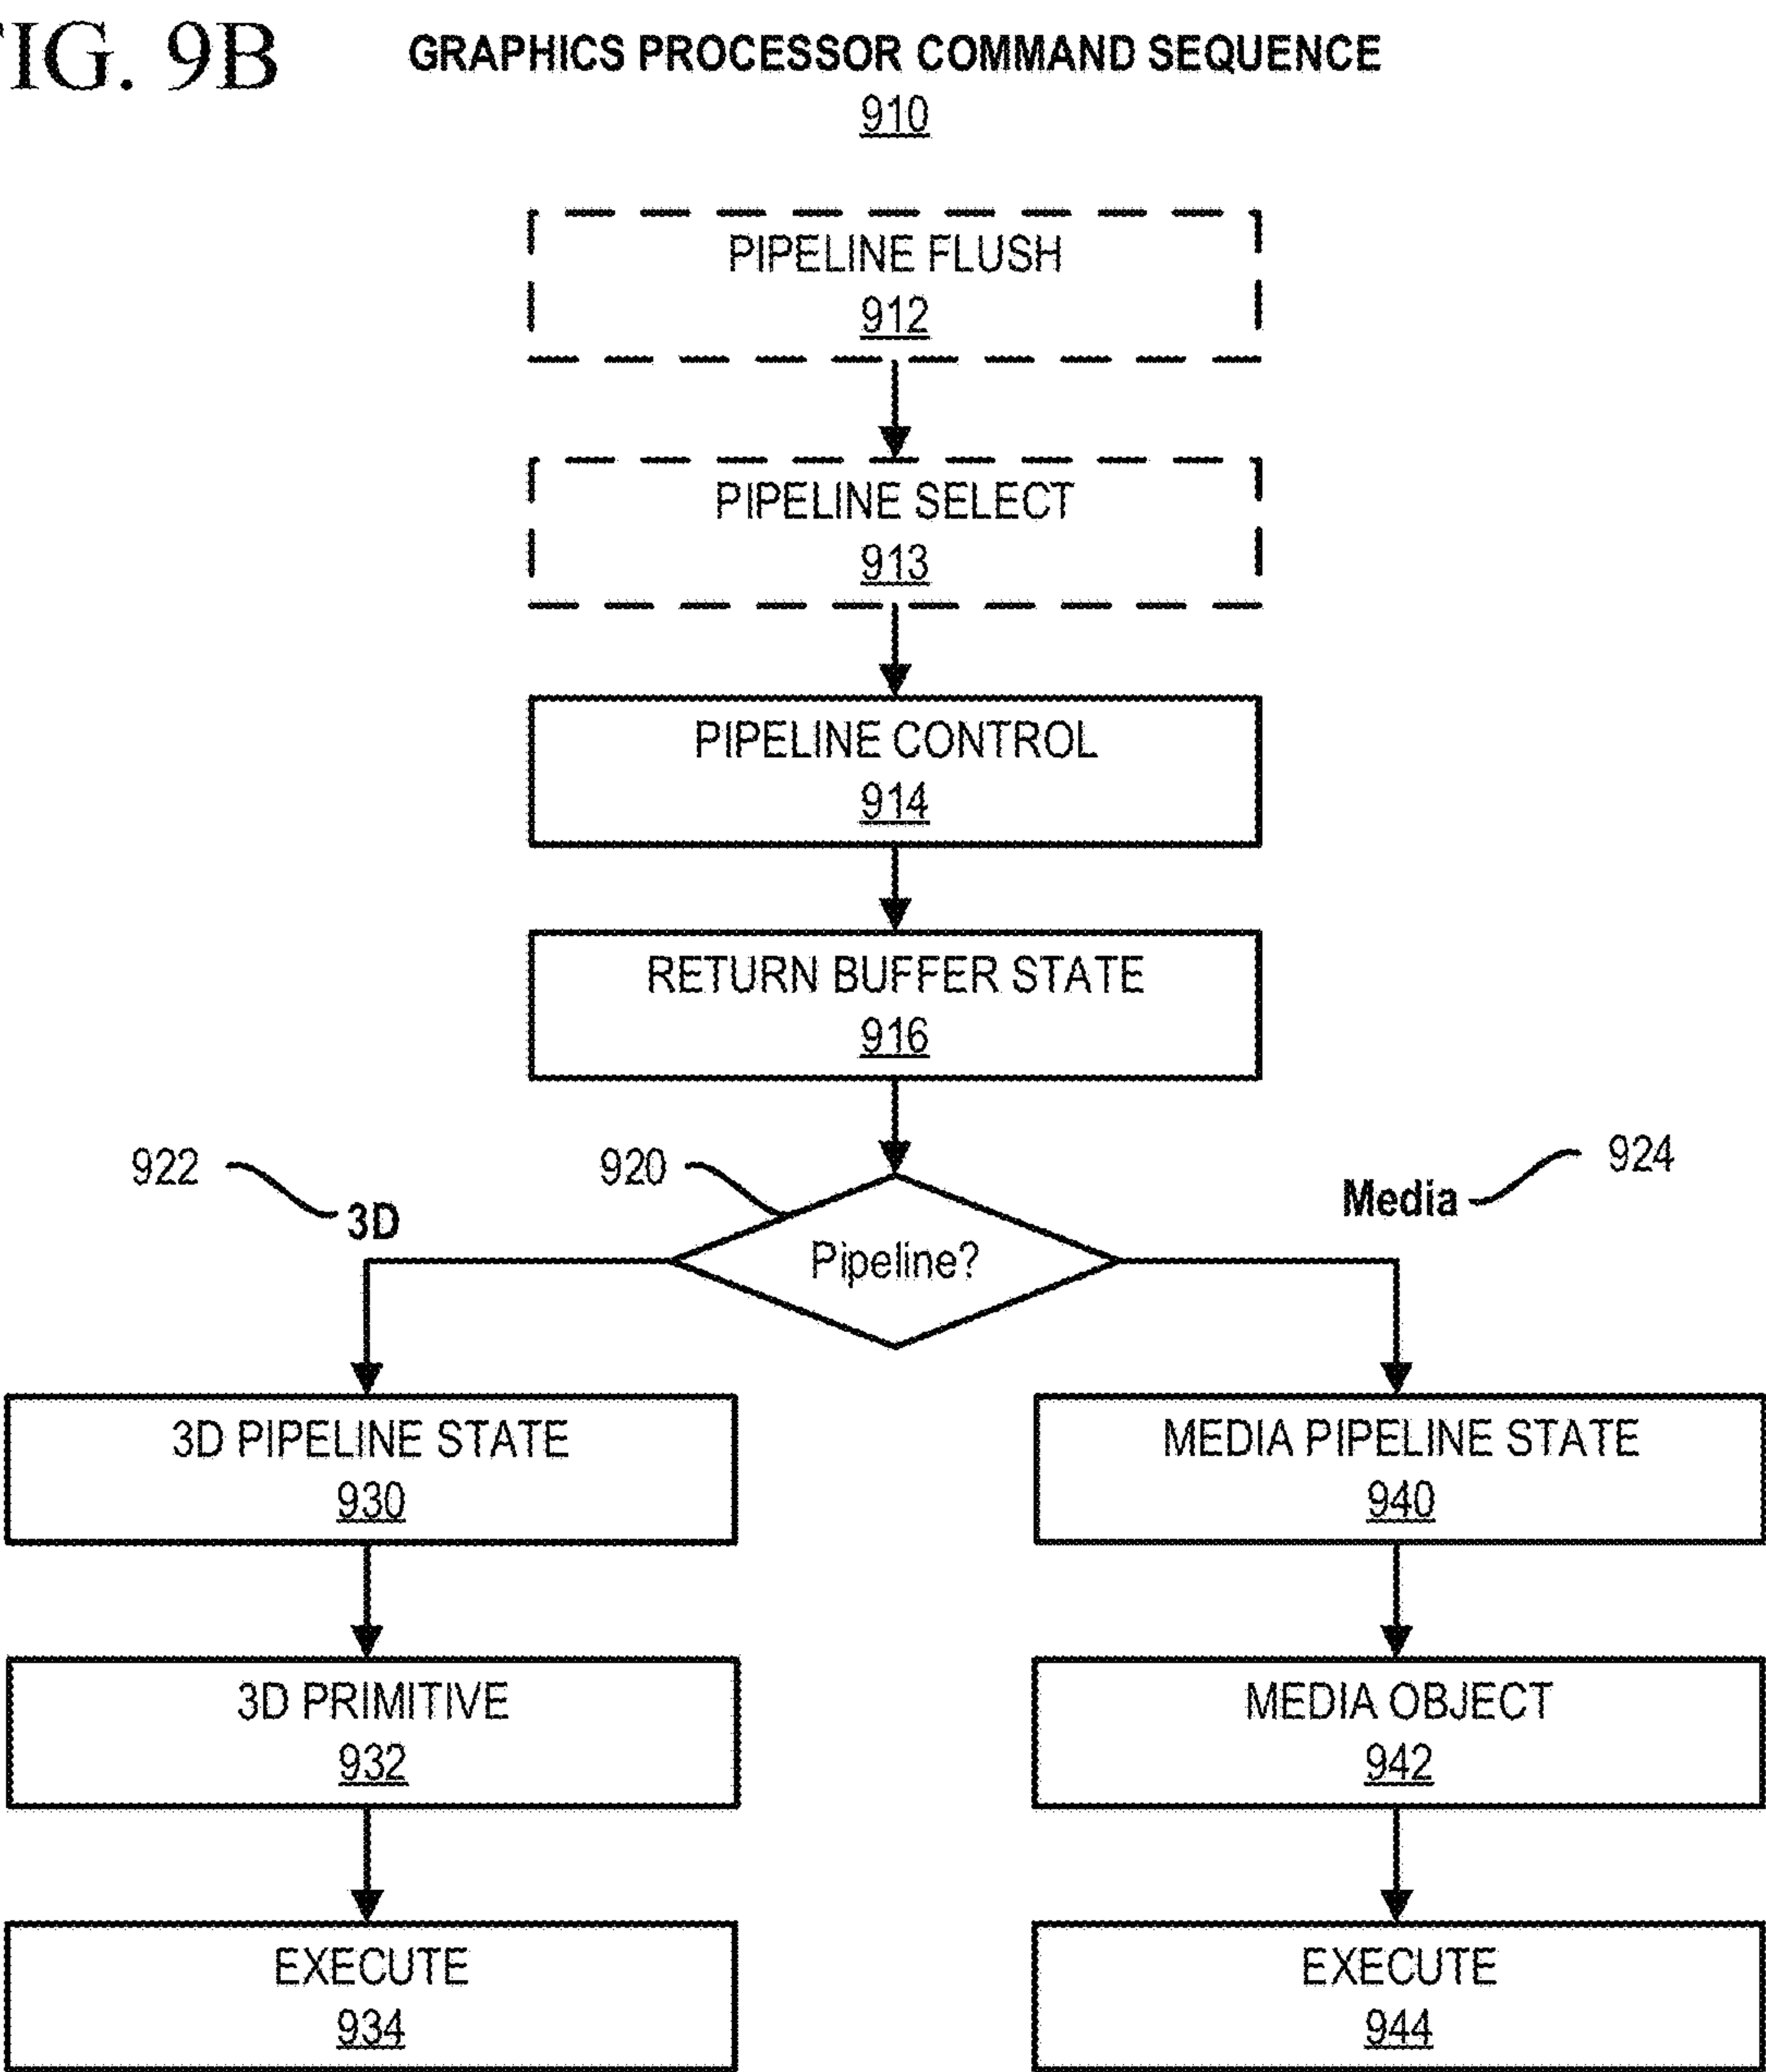 FIG. 9B
GRAPHICS PROCESSOR COMMAND SEQUENCE
910
PIPELINE FLUSH
912
PIPELINE SELECT
913
PIPELINE CONTROL
914
RETURN BUFFER STATE
916
922
3D
920
Pipeline?
Media
924
3D PIPELINE STATE
930
MEDIA PIPELINE STATE
940
3D PRIMITIVE
932
MEDIA OBJECT
942
EXECUTE
934
EXECUTE
944